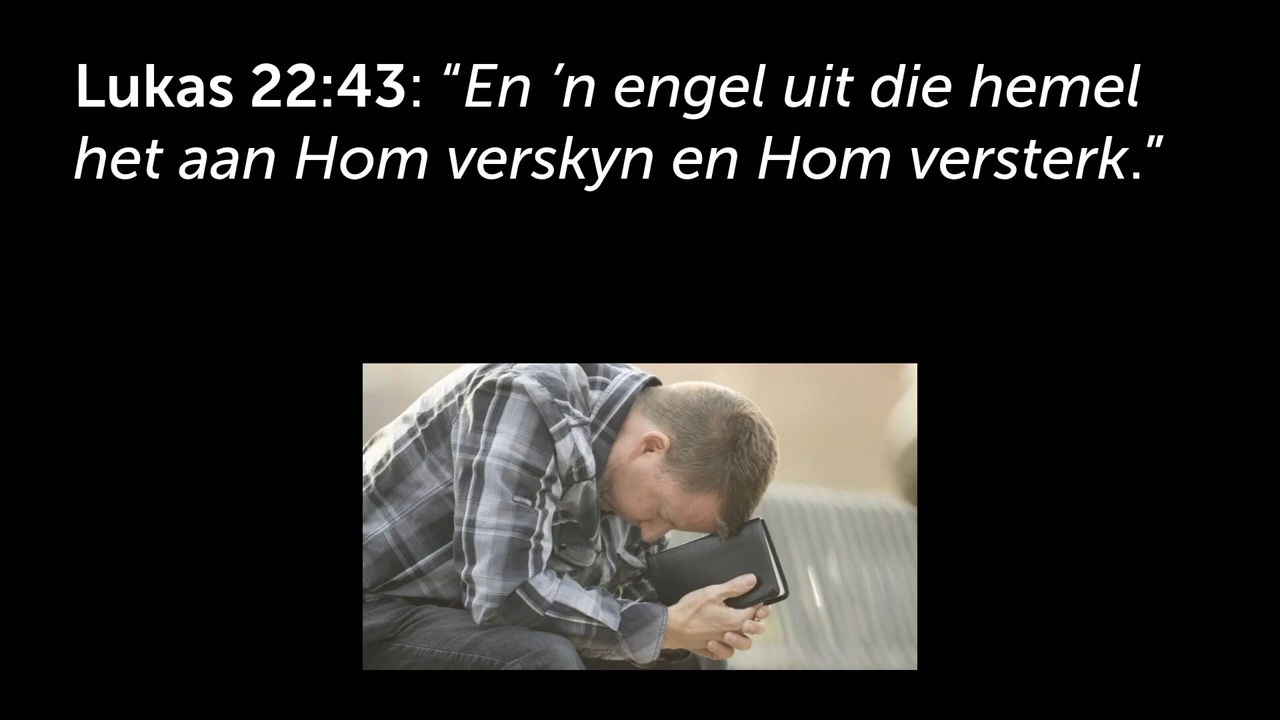 Lukas 22:43: “En ’n engel uit die hemel
het aan Hom verskyn en Hom versterk.”